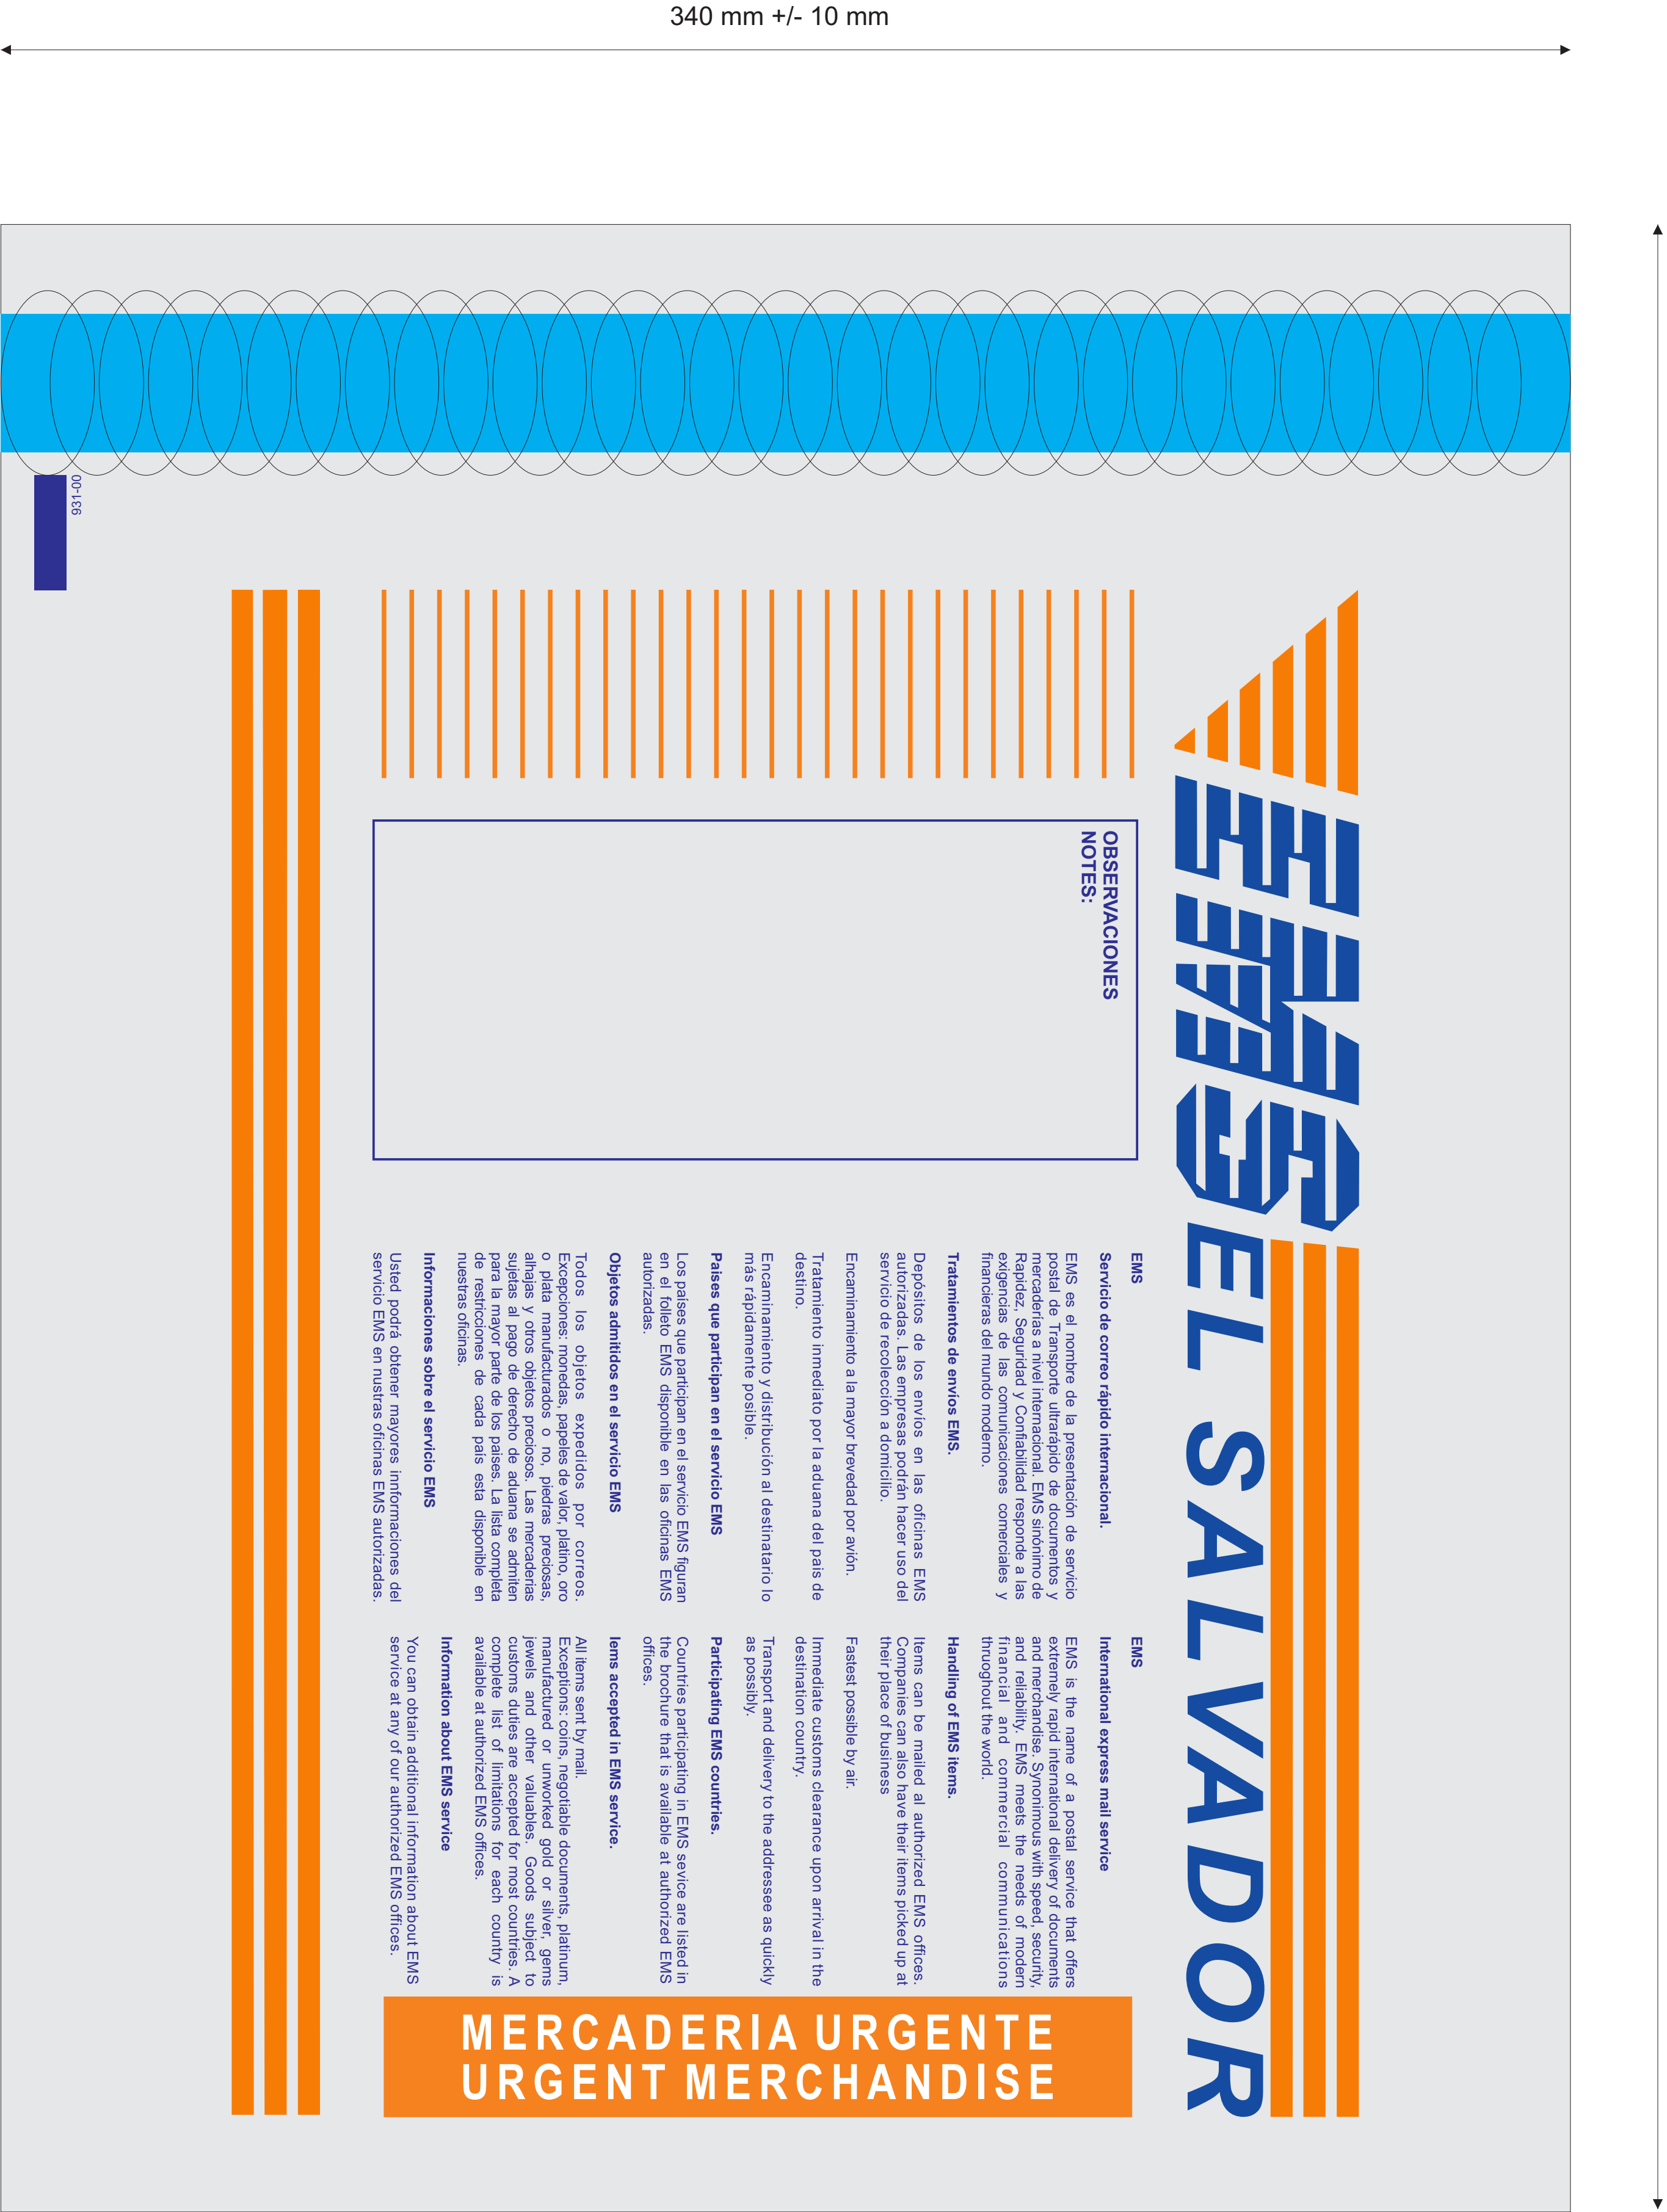 340 mm +/- 10 mm
931-00
EMS
EL SALVADOR
OBSERVACIONES
NOTES:
EMS
Servicio de correo rápido internacional.
EMS es el nombre de la presentación de servicio
postal de Transporte ultrarápido de documentos y
mercaderías a nivel internacional. EMS sinónimo de
Rapidez, Seguridad y Confiabilidad responde a las
exigencias de las comunicaciones comerciales y
financieras del mundo moderno.
Tratamientos de envíos EMS.
Depósitos de los envíos en las oficinas EMS
autorizadas. Las empresas podrán hacer uso del
servicio de recolección a domicilio.
Encaminamiento a la mayor brevedad por avión.
Tratamiento inmediato por la aduana del pais de
destino.
Encaminamiento y distribución al destinatario lo
más rápidamente posible.
Paises que participan en el servicio EMS
Los países que participan en el servicio EMS figuran
en el folleto EMS disponible en las oficinas EMS
autorizadas.
Objetos admitidos en el servicio EMS
Todos los objetos expedidos por correos.
Excepciones: monedas, papeles de valor, platino, oro
o plata manufacturados o no, piedras preciosas,
alhajas y otros objetos preciosos. Las mercaderías
sujetas al pago de derecho de aduana se admiten
para la mayor parte de los paises. La lista completa
de restricciones de cada país esta disponible en
nuestras oficinas.
Informaciones sobre el servicio EMS
Usted podrá obtener mayores innformaciones del
servicio EMS en nustras oficinas EMS autorizadas.
EMS
International express mail service
EMS is the name of a postal service that offers
extremely rapid international delivery of documents
and merchandise. Synonimous with speed, security,
and reliability. EMS meets the needs of modern
financial and commercial communications
thruoghout the world.
Handling of EMS items.
Items can be mailed al authorized EMS offices.
Companies can also have their items picked up at
their place of business
Fastest possible by air.
Immediate customs clearance upon arrival in the
destination country.
Transport and delivery to the addressee as quickly
as possibly.
Participating EMS countries.
Countries participating in EMS sevice are listed in
the brochure that is available at authorized EMS
offices.
Iems accepted in EMS service.
All items sent by mail.
Exceptions: coins, negotiable documents, platinum,
manufactured or unworked gold or silver, gems
jewels and other valuables. Goods subject to
customs duties are accepted for most countries. A
complete list of limitations for each country is
available at authorized EMS offices.
Information about EMS service
You can obtain additional information about EMS
service at any of our authorized EMS offices.
MERCADERIA URGENTE
URGENT MERCHANDISE